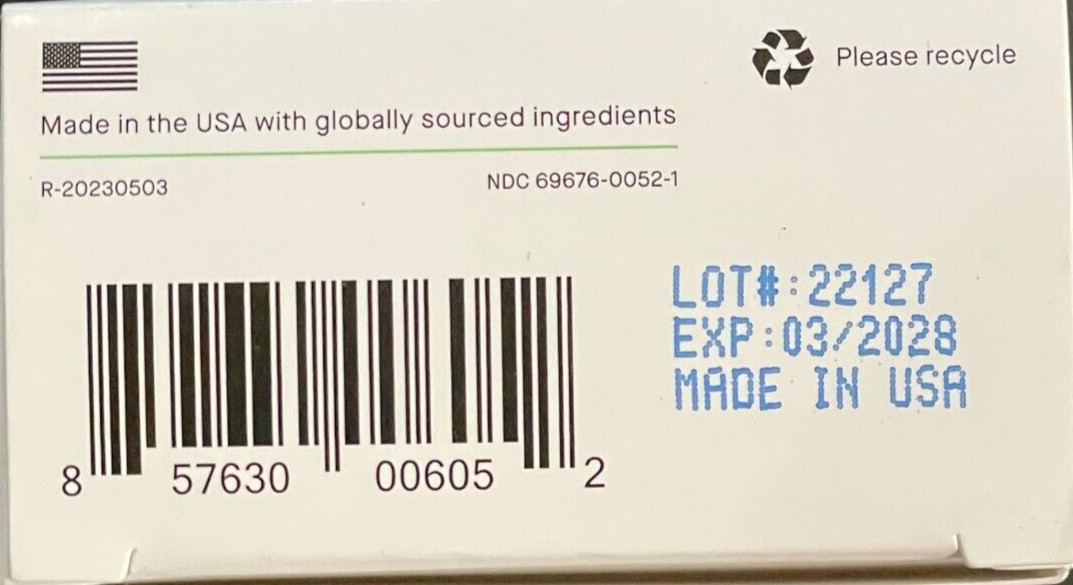 Please recycle
Made in the USA with globally sourced ingredients
R-20230503 NDC 69676-0052-1
LOT#:22127
EXP:03/2028
MADE IN USA
8 57630 00605 2